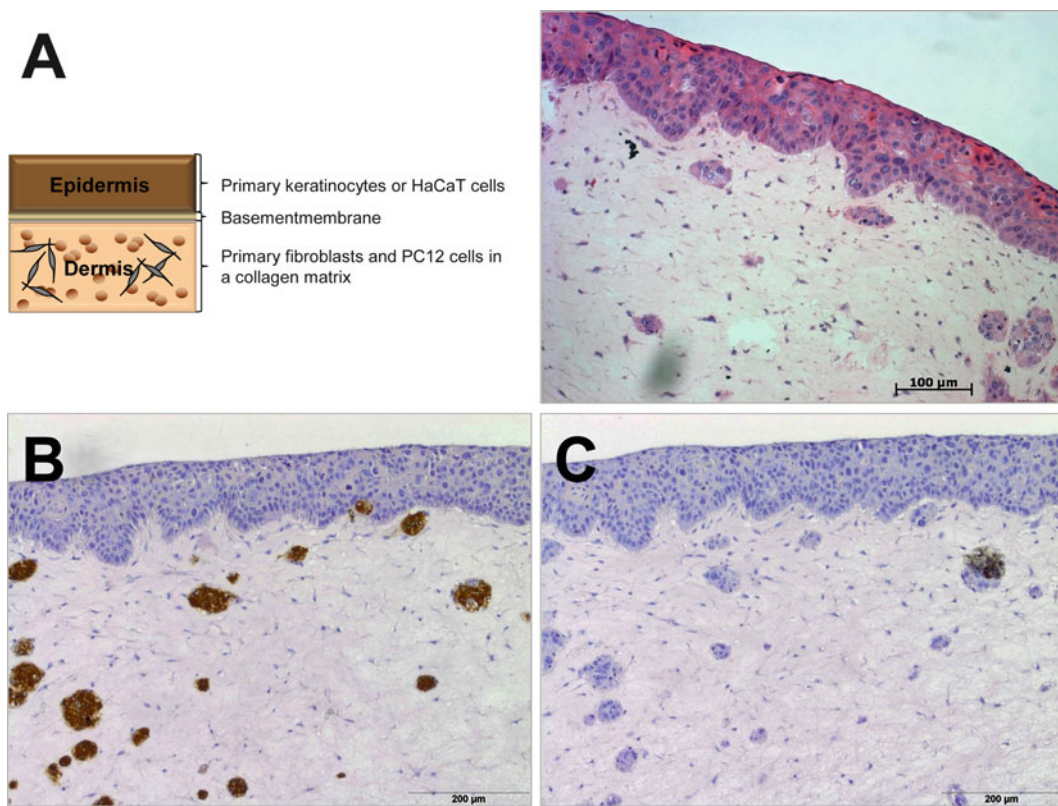 A
Epidermis
Primary keratinocytes or HaCaT cells
Basementmembrane
Dermis
Primary fibroblasts and PC12 cells in
a collagen matrix
100 µm
B
200 µm
C
200 µm